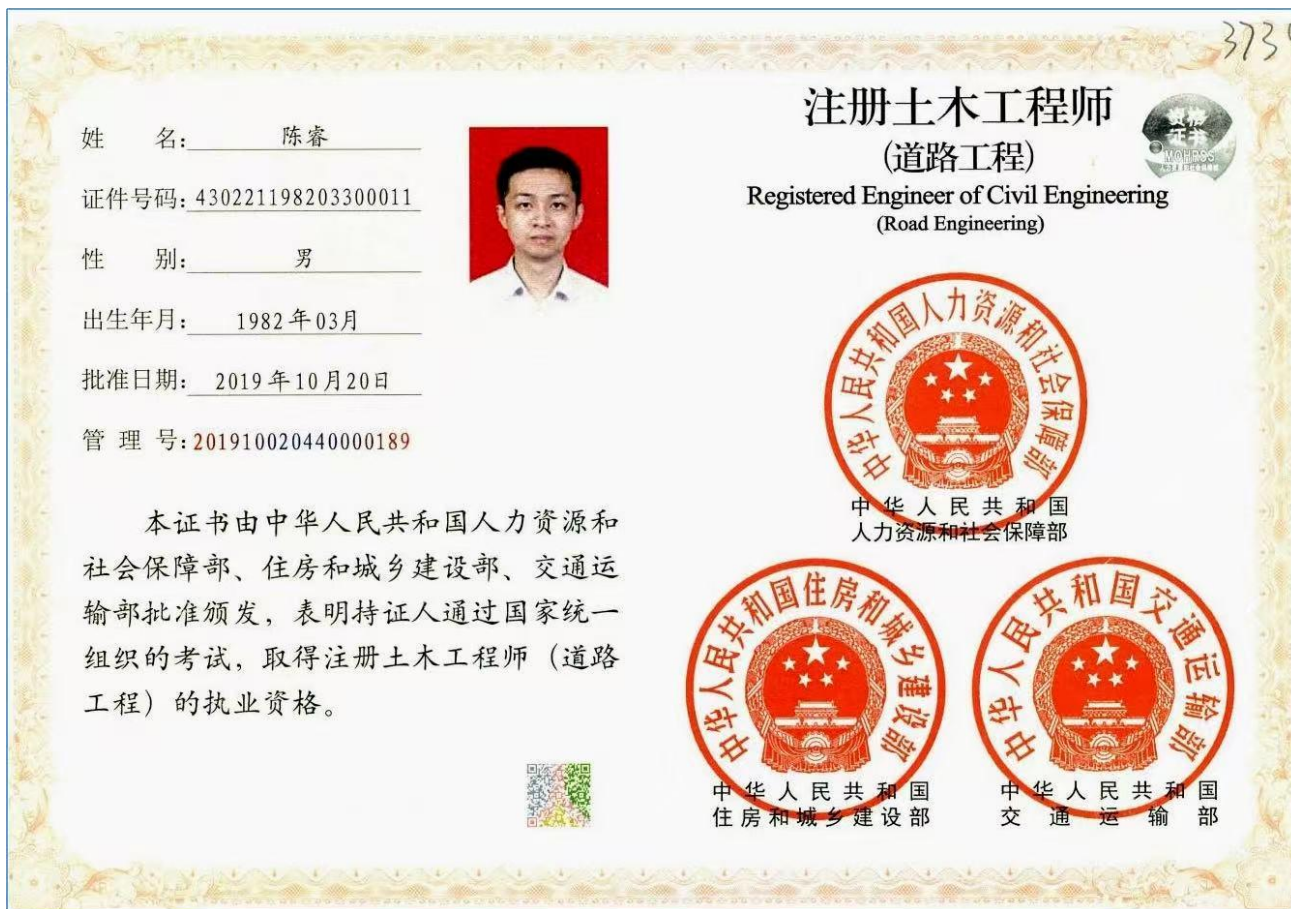 3739
姓 名: 陈睿
证件号码: 430221198203300011
性 别: 男
出生年月: 1982年03月
批准日期: 2019年10月20日
管 理 号: 201910020440000189
本证书由中华人民共和国人力资源和
社会保障部、住房和城乡建设部、交通运
输部批准颁发，表明持证人通过国家统一
组织的考试，取得注册土木工程师（道路
工程）的执业资格。
注册土木工程师
(道路工程)
Registered Engineer of Civil Engineering
(Road Engineering)
资格
证书
MOHRSS
中华人民共和国人力资源和社会保障部
中华人民共和国
人力资源和社会保障部
中华人民共和国住房和城乡建设部
中华人民共和国
住房和城乡建设部
中华人民共和国交通运输部
中华人民共和国
交通运输部